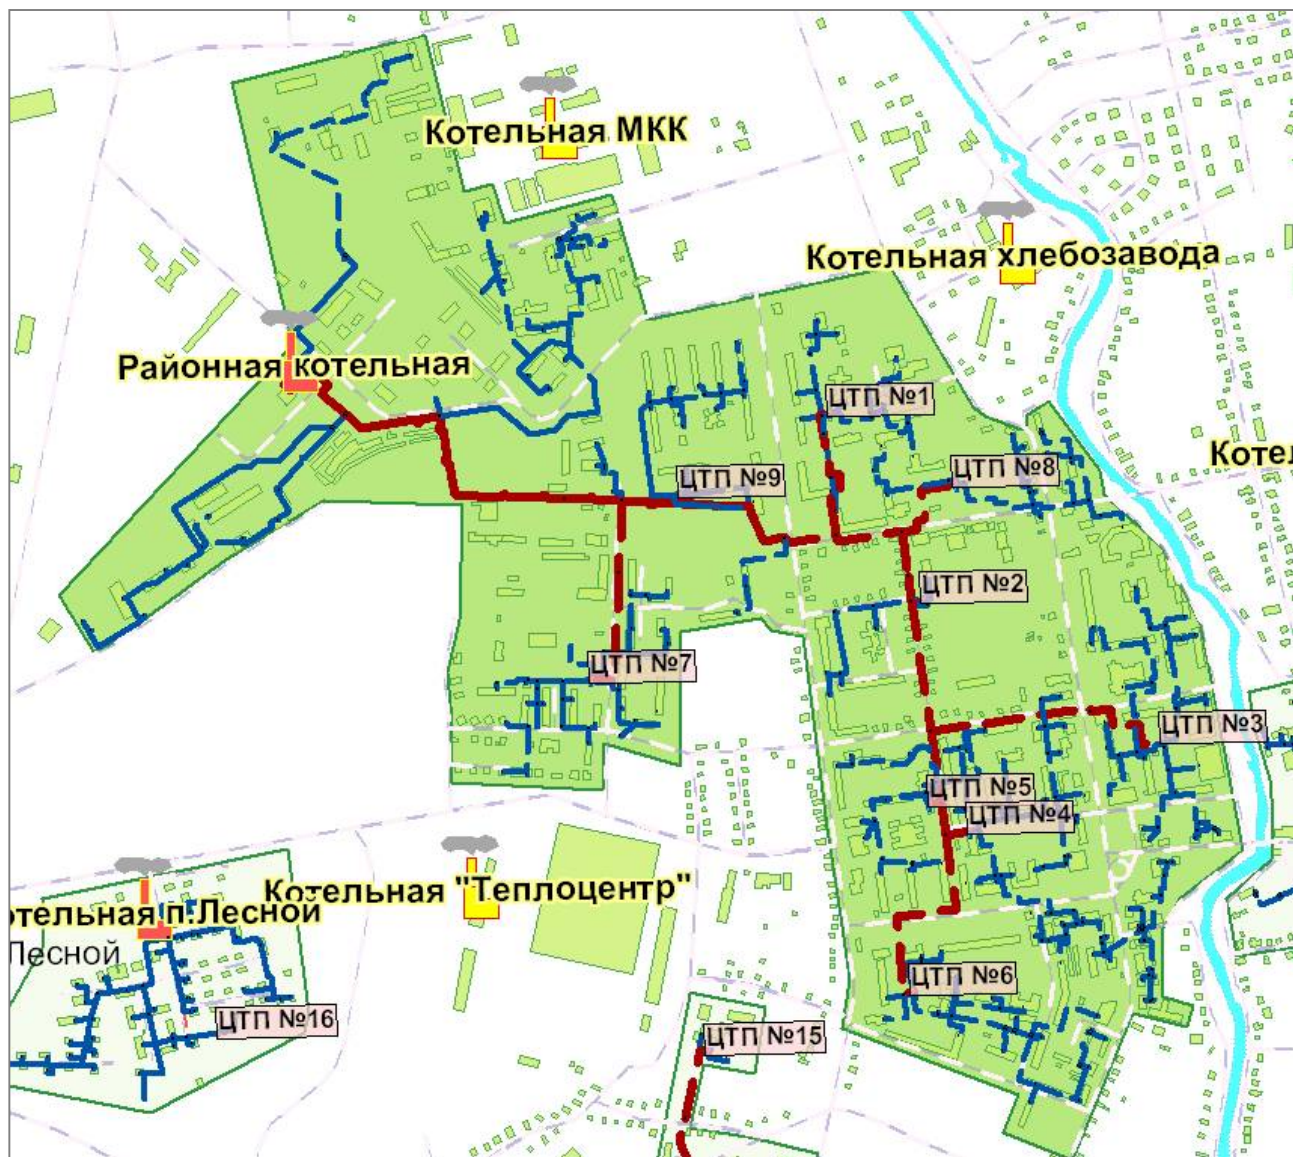 Котельная МКК
Котельная хлебозавода
Районная котельная
ЦТП №1
Котел
ЦТП №8
ЦТП №9
ЦТП №2
ЦТП №7
ЦТП №3
ЦТП №5
ЦТП №4
Котельная "Теплоцентр"
отельная п.Лесной
Лесной
ЦТП №6
ЦТП №16
ЦТП №15